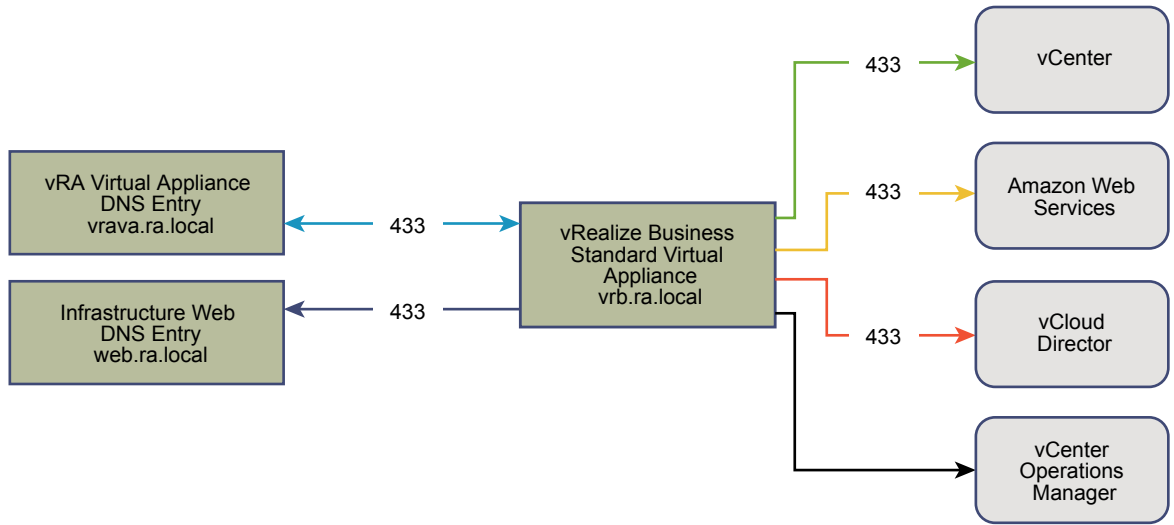 vRA Virtual Appliance
DNS Entry
vrava.ra.local
433
Infrastructure Web
DNS Entry
web.ra.local
433
vRealize Business
Standard Virtual
Appliance
vrb.ra.local
433
vCenter
433
Amazon Web
Services
433
vCloud
Director
vCenter
Operations
Manager